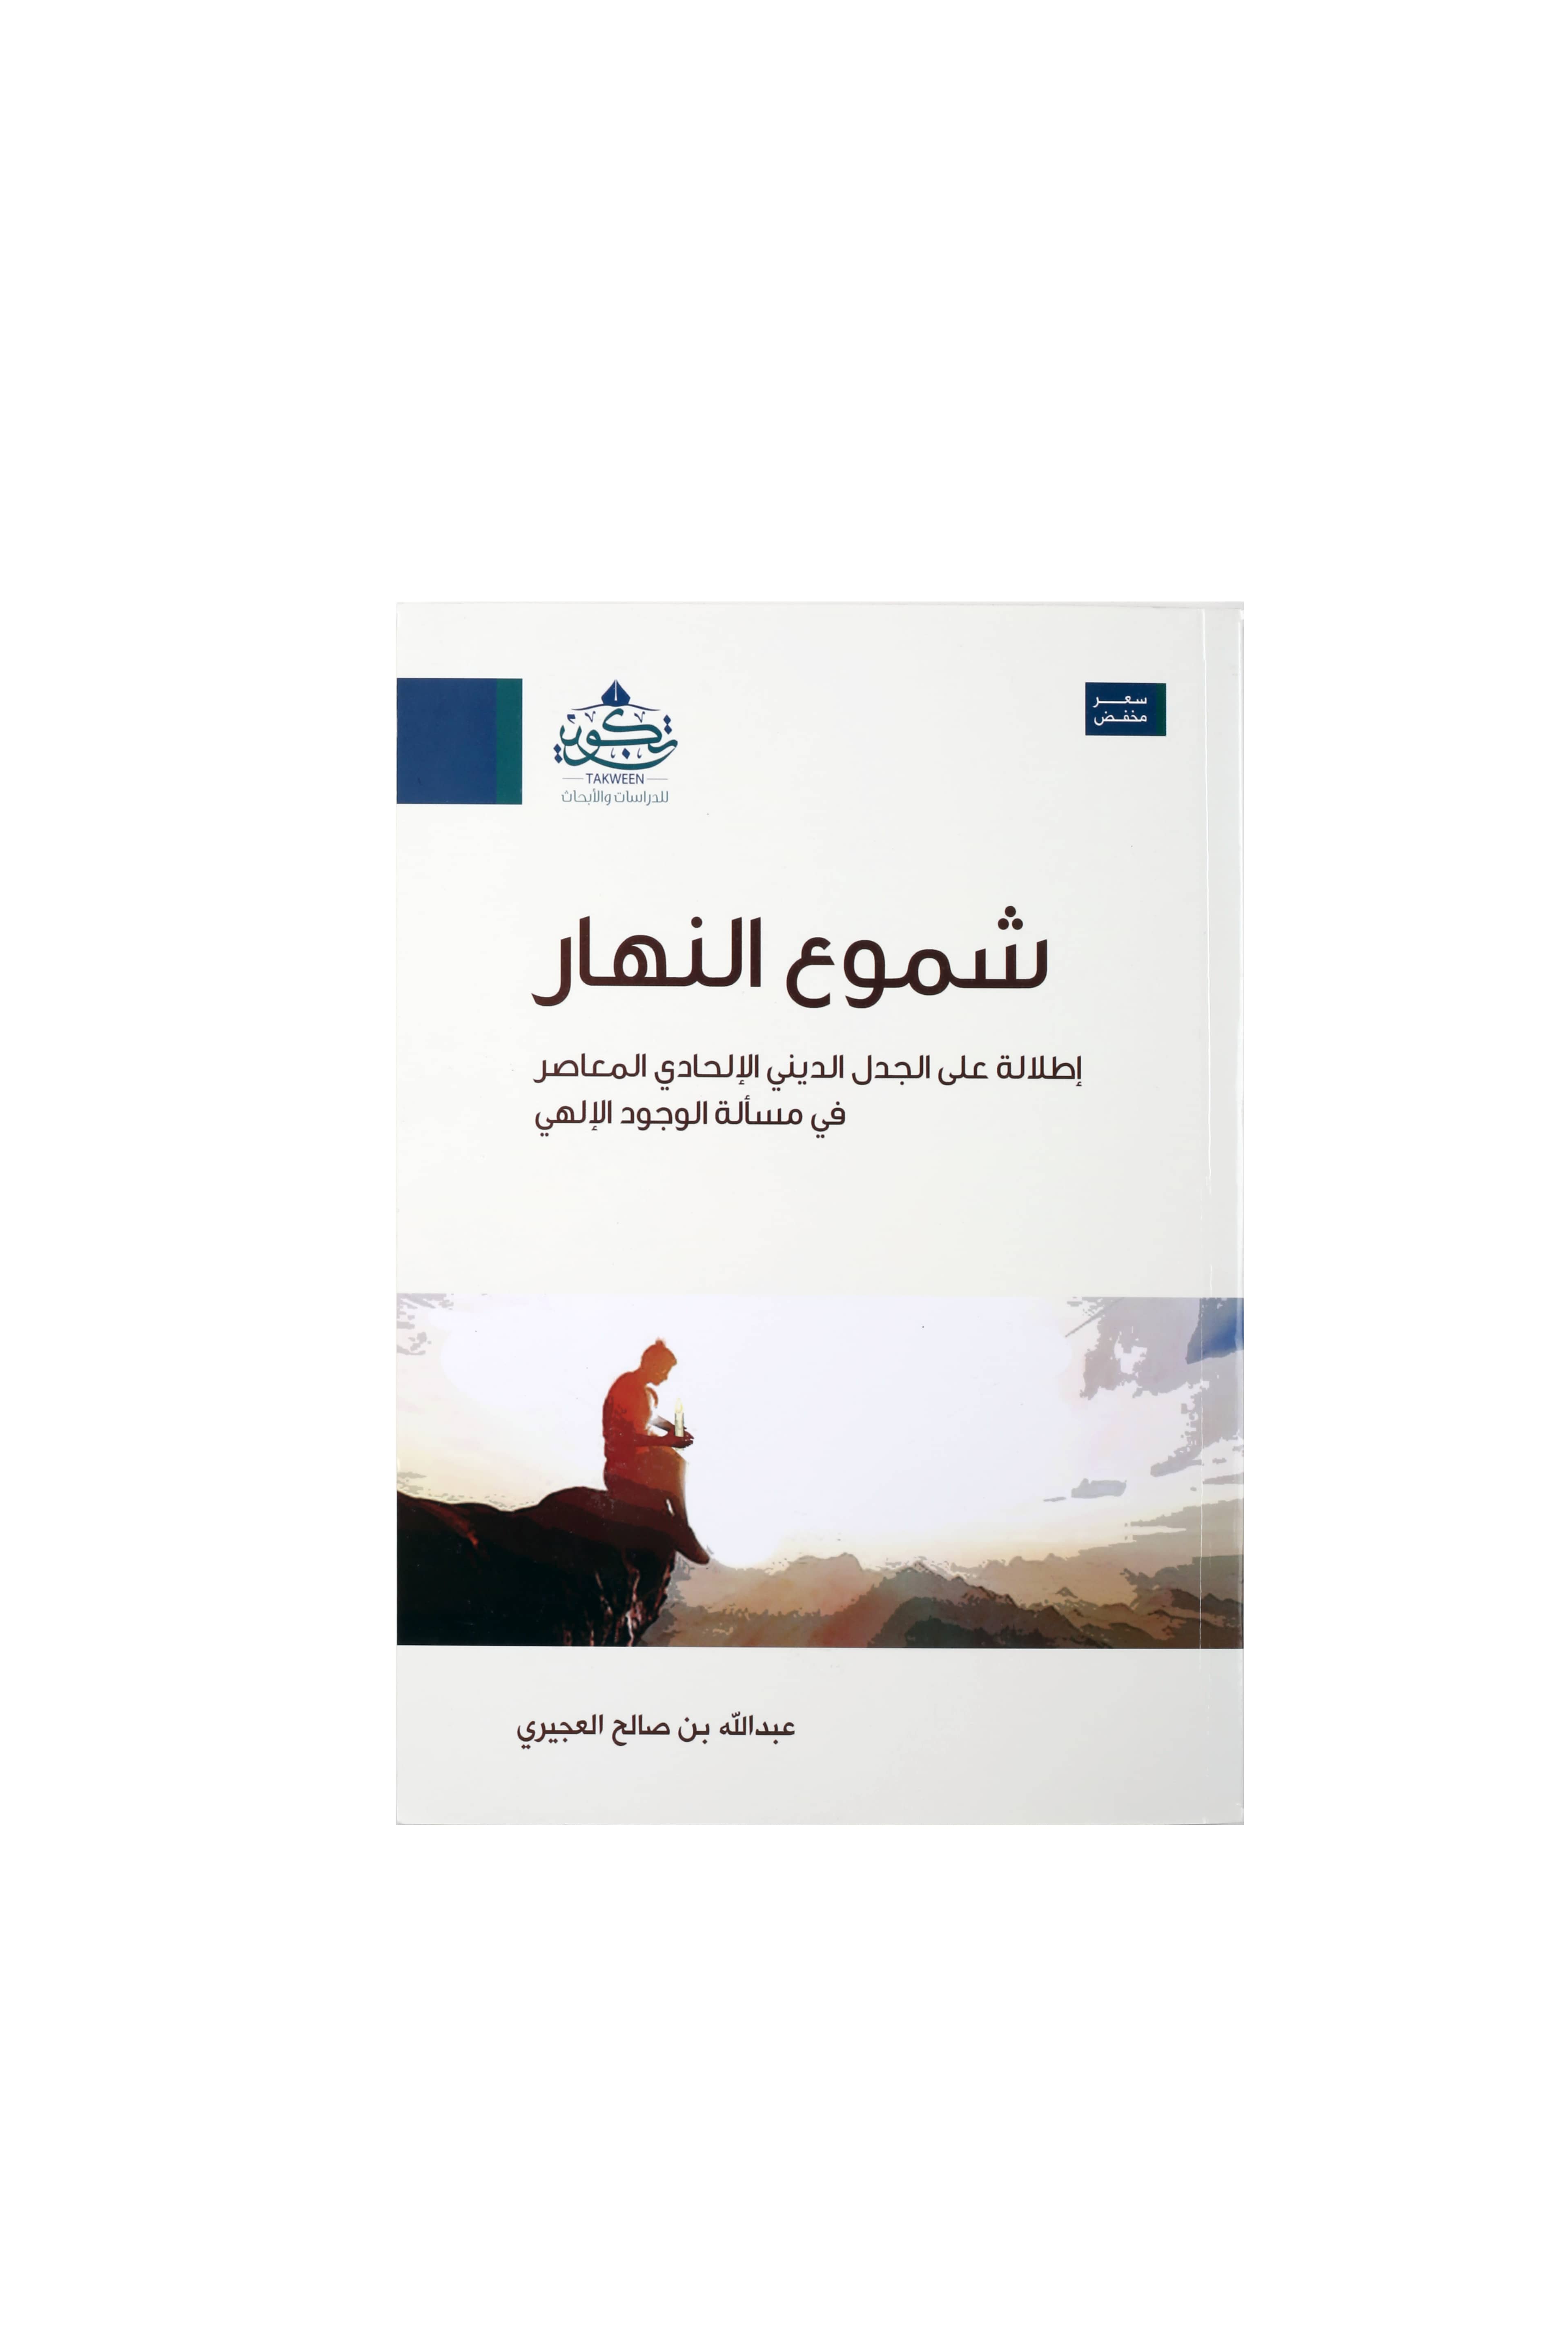 سعر
مخفض
تكوين
TAKWEEN
للدراسات والأبحاث
شموع النهار
إطلالة على الجدل الديني الإلحادي المعاصر
في مسألة الوجود الإلهي
عبدالله بن صالح العجيري